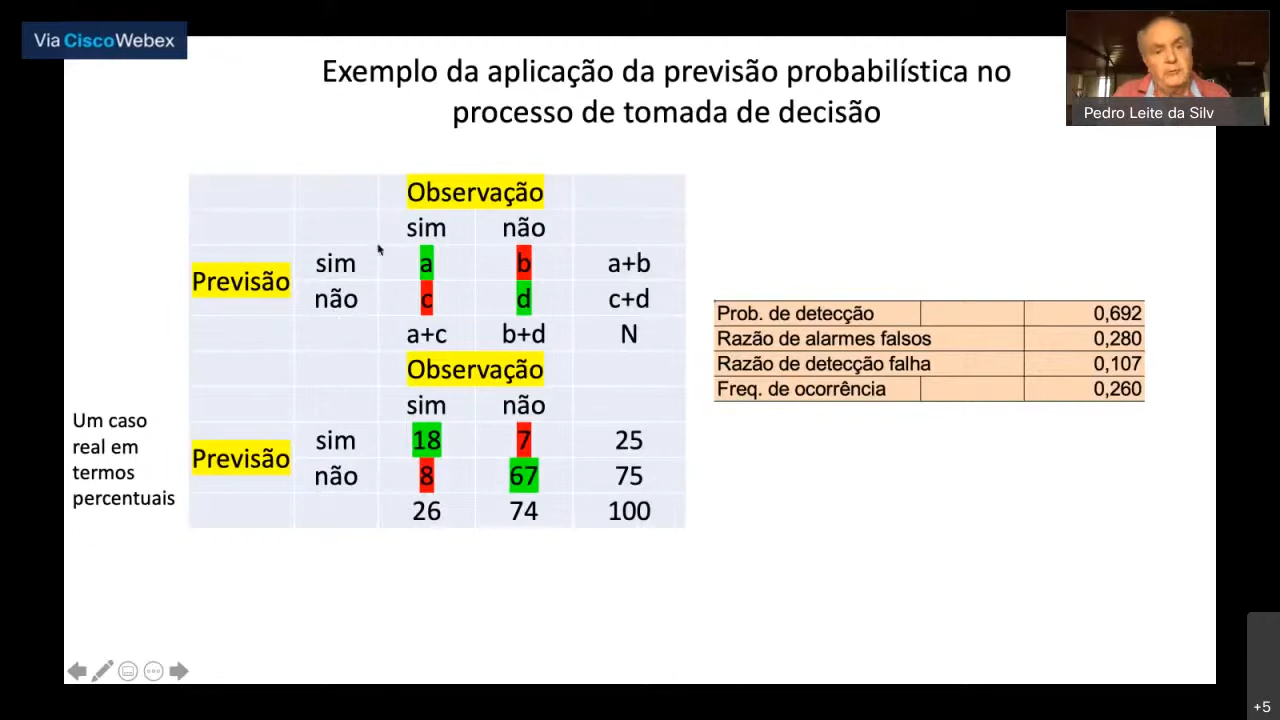 Via CiscoWebex
Pedro Leite da Silv
Exemplo da aplicação da previsão probabilística no
processo de tomada de decisão
Observação
sim não
Previsão sim a b a+b
não c d c+d
a+c b+d N
Observação
sim não
Previsão sim 18 7 25
não 8 67 75
26 74 100
Um caso
real em
termos
percentuais
Prob. de detecção 0,692
Razão de alarmes falsos 0,280
Razão de detecção falha 0,107
Freq. de ocorrência 0,260
+5